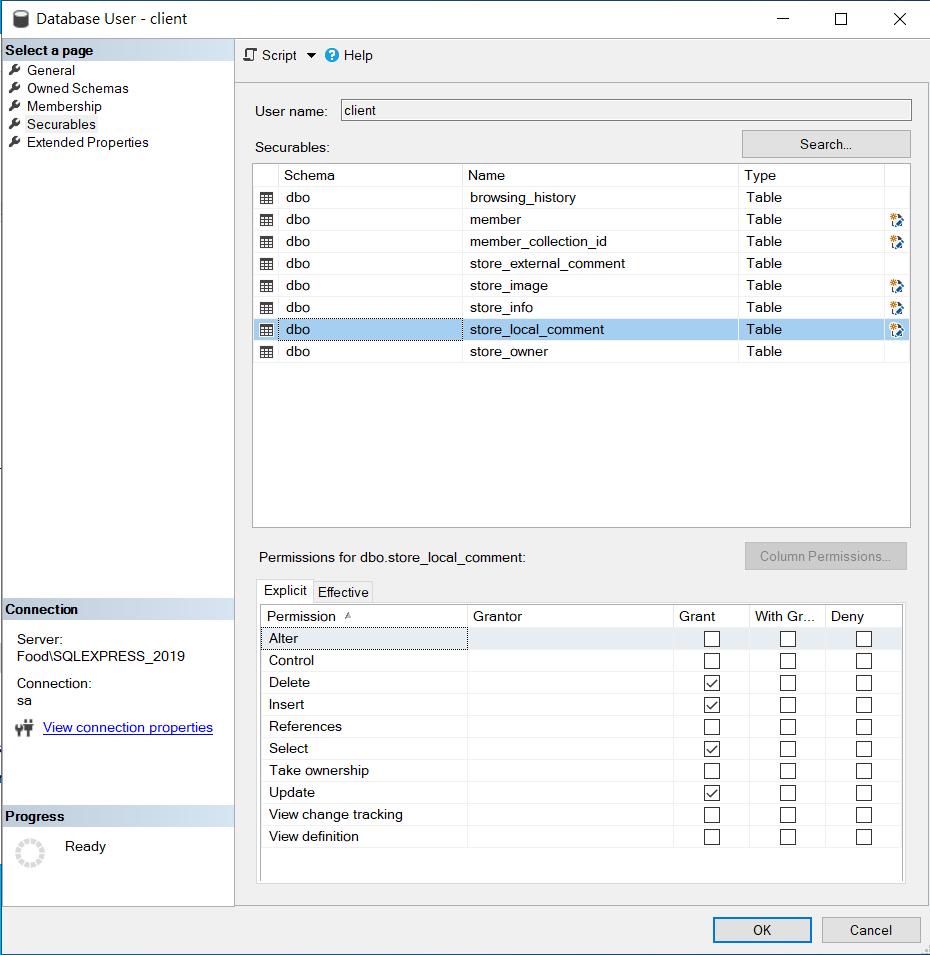 Database User - client
Select a page
General
Owned Schemas
Membership
Securables
Extended Properties
Script Help
User name: client
Securables: Search...
Schema Name Type
dbo browsing_history Table
dbo member Table
dbo member_collection_id Table
dbo store_external_comment Table
dbo store_image Table
dbo store_info Table
dbo store_local_comment Table
dbo store_owner Table
Permissions for dbo.store_local_comment: Column Permissions...
Explicit Effective
Permission Grantor Grant With Gr... Deny
Alter
Control
Delete
Insert
References
Select
Take ownership
Update
View change tracking
View definition
Connection
Server:
Food\SQLEXPRESS_2019
Connection:
sa
View connection properties
Progress
Ready
OK Cancel